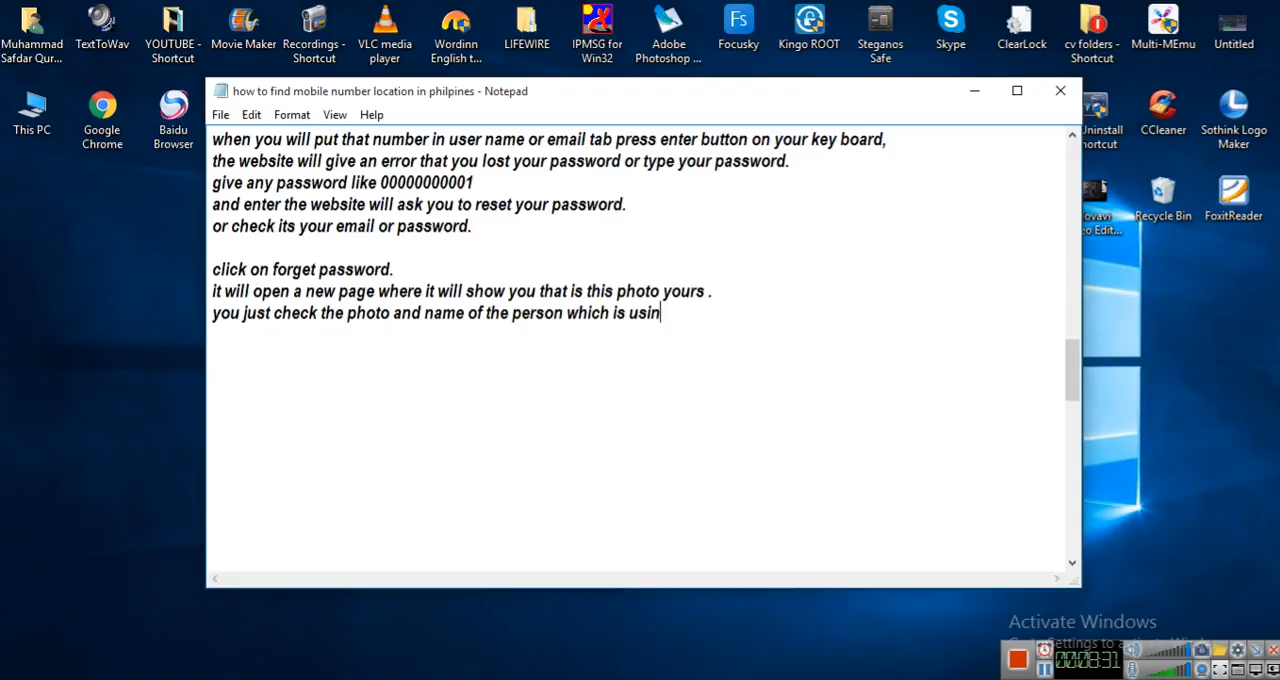 Muhammad Safdar Qur...
TextToWav
YOUTUBE - Shortcut
Movie Maker
Recordings - Shortcut
VLC media player
Wordinn English t...
LIFEWIRE
IPMSG for Win32
Adobe Photoshop ...
Fs
Focusky
Kingo ROOT
Steganos Safe
Skype
ClearLock
cv folders - Shortcut
Multi-MEmu
Untitled
This PC
Google Chrome
Baidu Browser
CCleaner
Sothink Logo Maker
Recycle Bin
FoxitReader
how to find mobile number location in philpines - Notepad
File Edit Format View Help
when you will put that number in user name or email tab press enter button on your key board,
the website will give an error that you lost your password or type your password.
give any password like 00000000001
and enter the website will ask you to reset your password.
or check its your email or password.
click on forget password.
it will open a new page where it will show you that is this photo yours .
you just check the photo and name of the person which is usin
Activate Windows